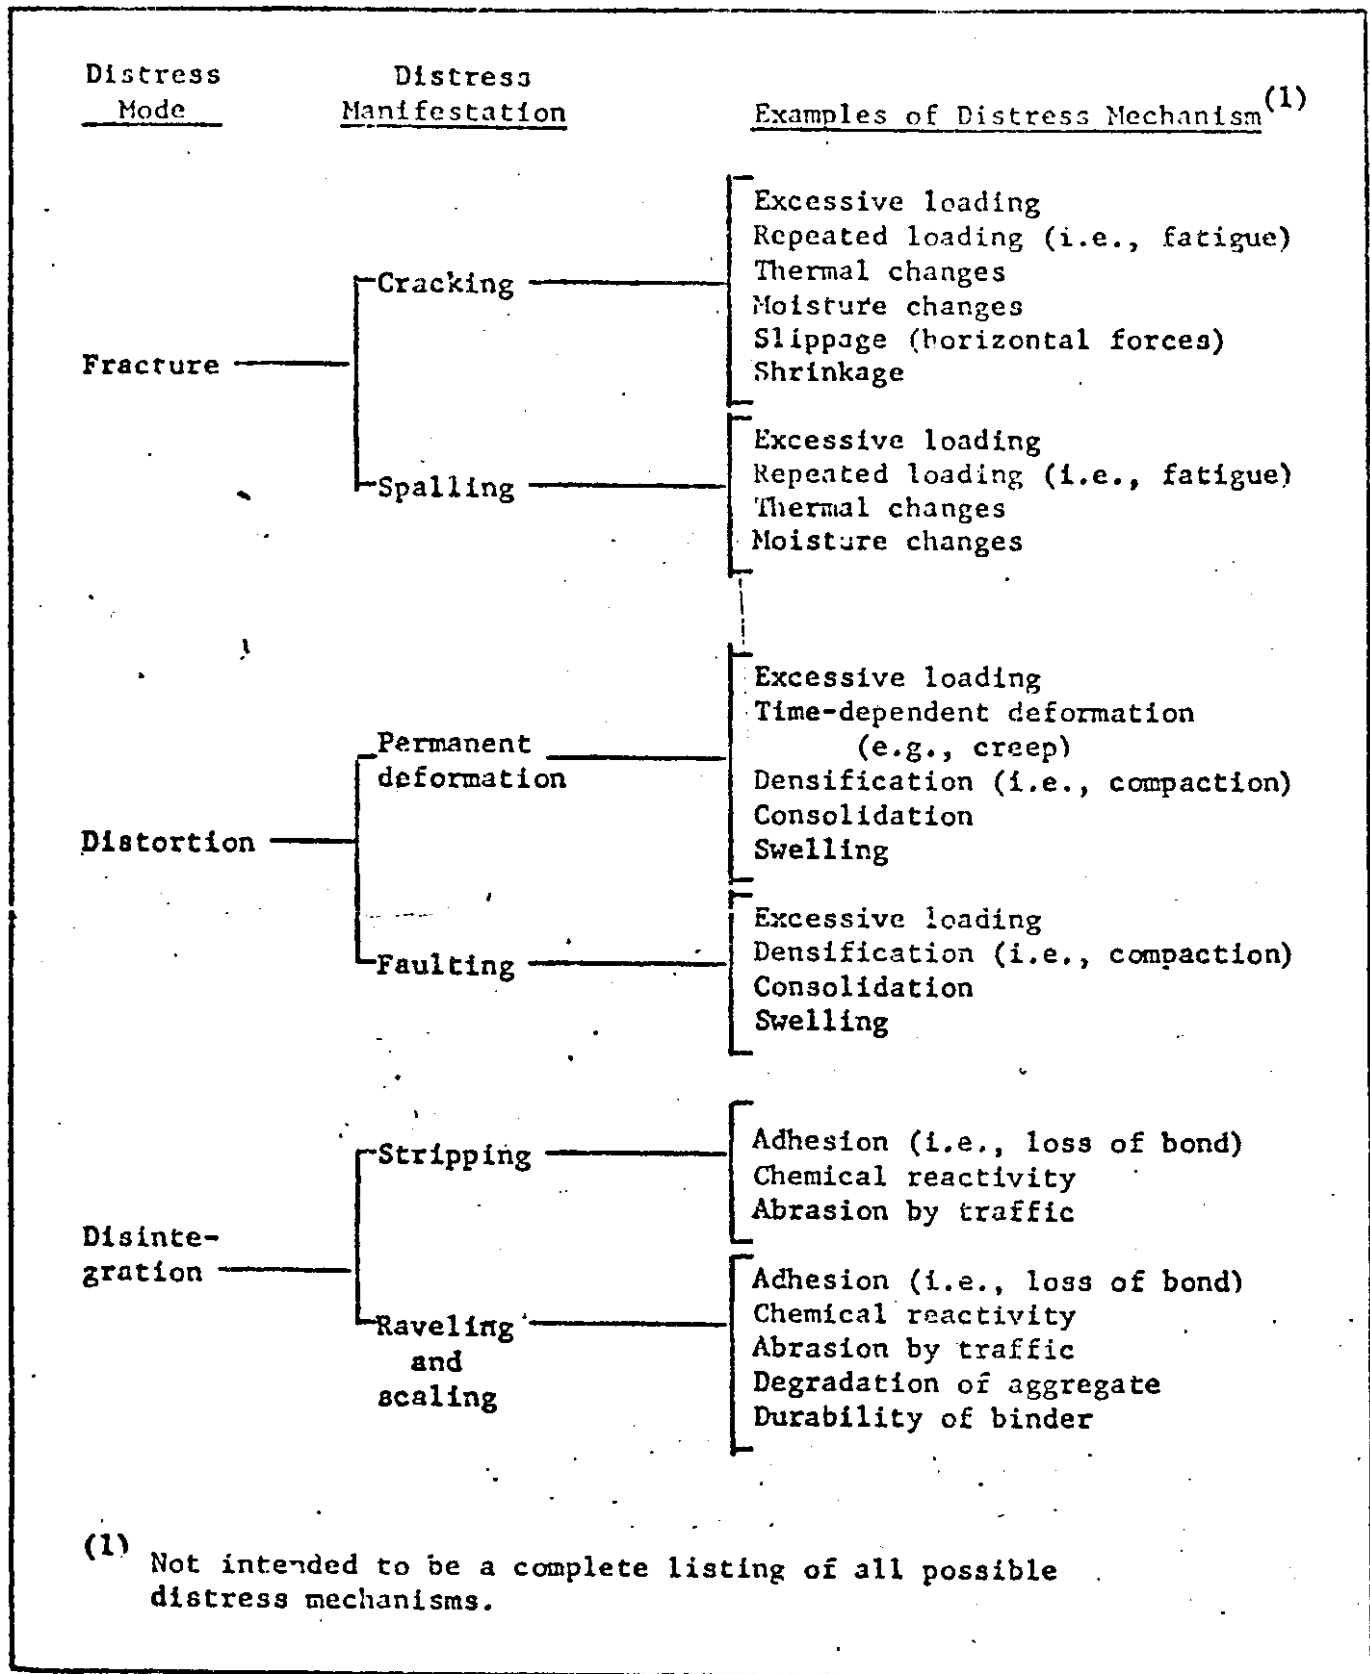 Distress
Mode
Distress
Manifestation
Examples of Distress Mechanism(1)
Fracture
Cracking
Excessive loading
Repeated loading (i.e., fatigue)
Thermal changes
Moisture changes
Slippage (horizontal forces)
Shrinkage
Spalling
Excessive loading
Repeated loading (i.e., fatigue)
Thermal changes
Moisture changes
Distortion
Permanent
deformation
Excessive loading
Time-dependent deformation
(e.g., creep)
Densification (i.e., compaction)
Consolidation
Swelling
Faulting
Excessive loading
Densification (i.e., compaction)
Consolidation
Swelling
Disinte-
gration
Stripping
Adhesion (i.e., loss of bond)
Chemical reactivity
Abrasion by traffic
Raveling
and
scaling
Adhesion (i.e., loss of bond)
Chemical reactivity
Abrasion by traffic
Degradation of aggregate
Durability of binder
(1) Not intended to be a complete listing of all possible
distress mechanisms.